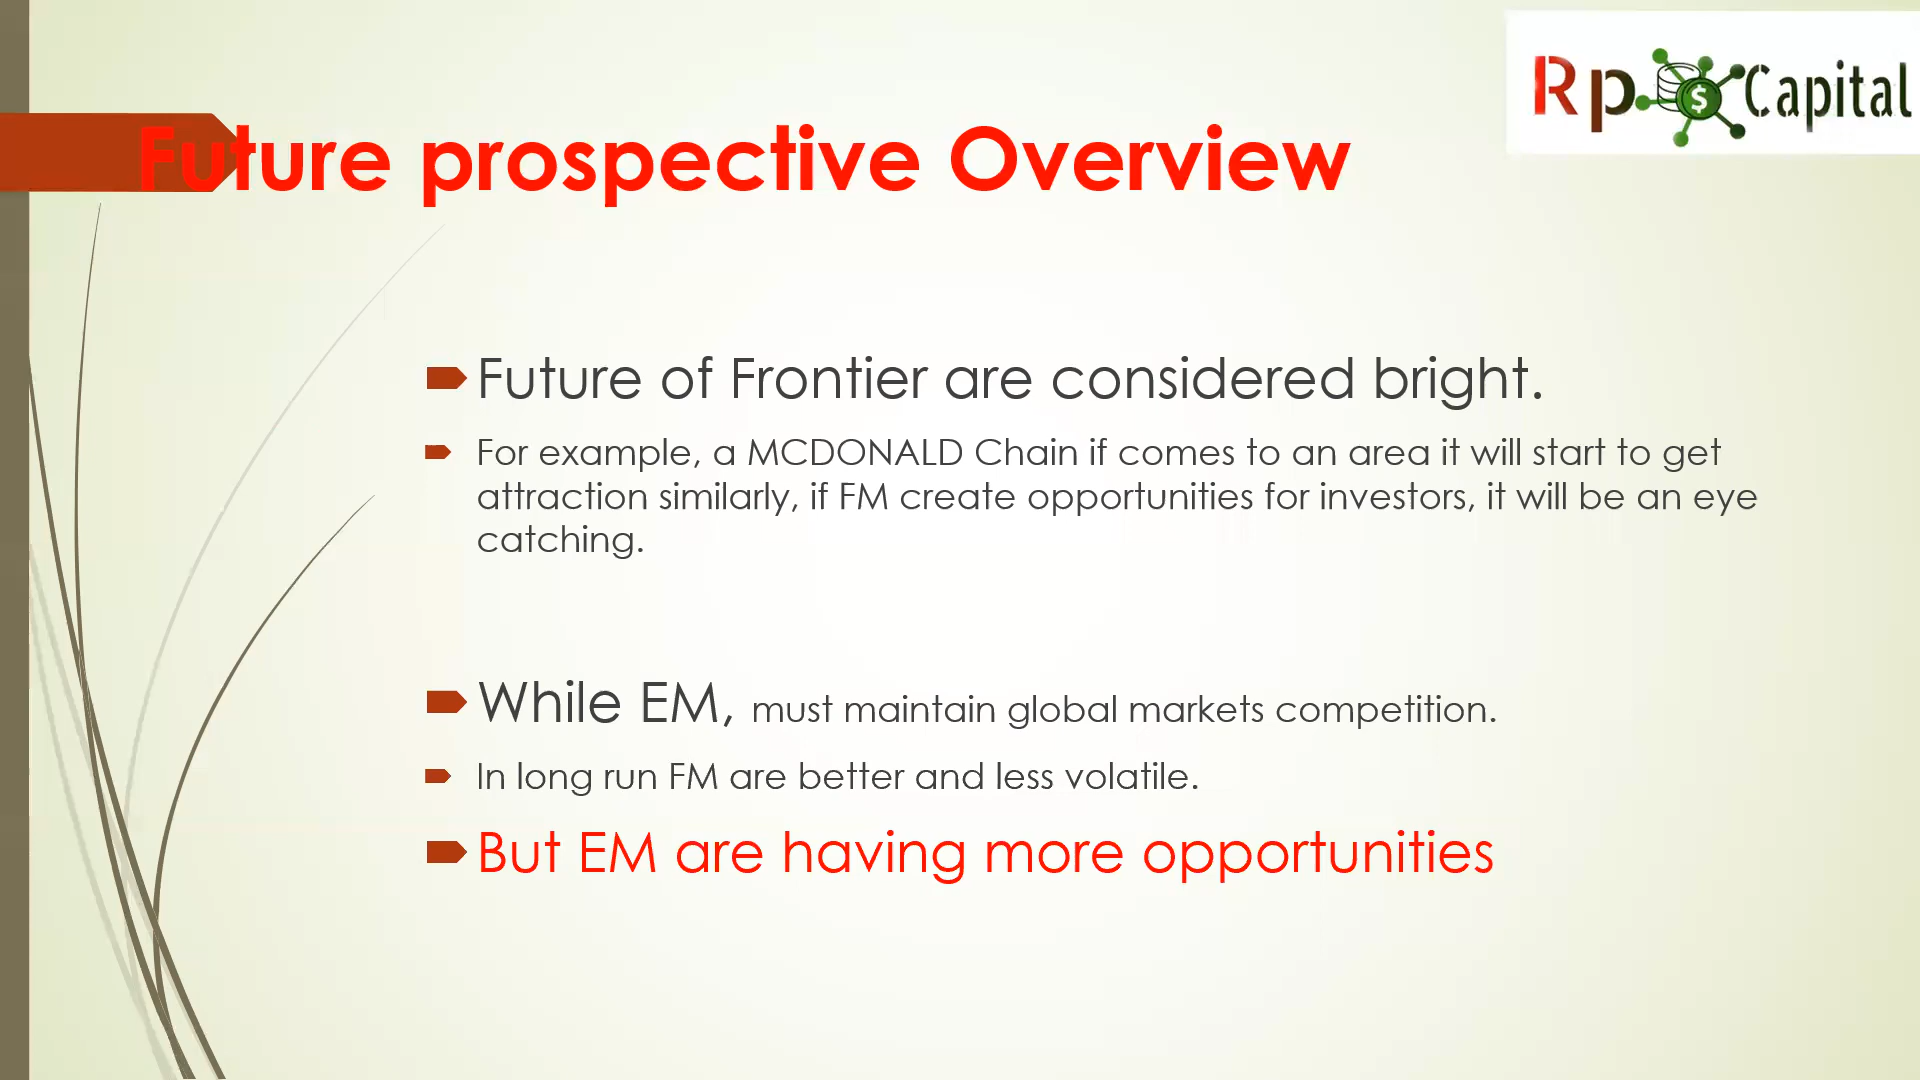 Rp Capital
Future prospective Overview
Future of Frontier are considered bright.
For example, a MCDONALD Chain if comes to an area it will start to get
attraction similarly, if FM create opportunities for investors, it will be an eye
catching.
While EM, must maintain global markets competition.
In long run FM are better and less volatile.
But EM are having more opportunities